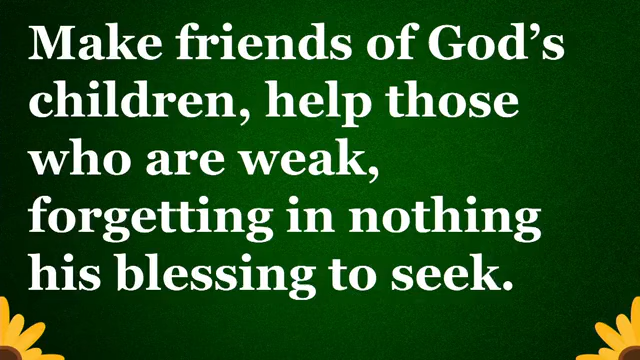 Make friends of God’s
children, help those
who are weak,
forgetting in nothing
his blessing to seek.